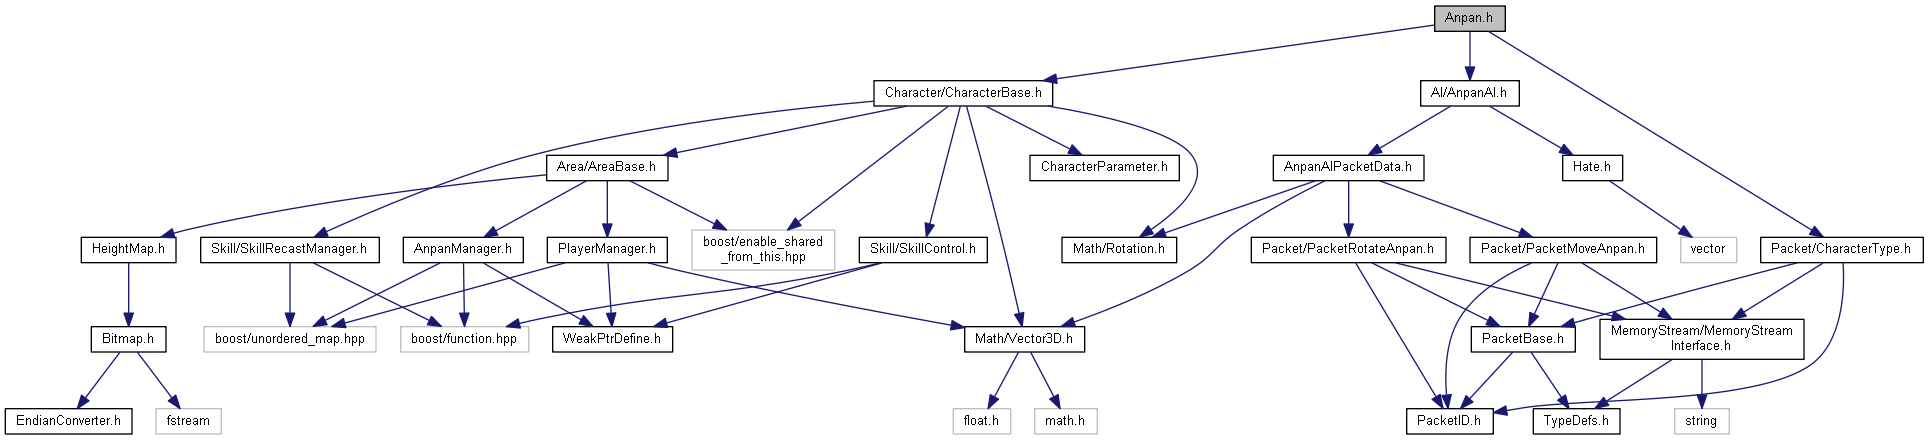 Anpan.h
Character/CharacterBase.h
AI/AnpanAI.h
Area/AreaBase.h
CharacterParameter.h
AnpanAIPacketData.h
Hate.h
HeightMap.h
Skill/SkillRecastManager.h
AnpanManager.h
PlayerManager.h
boost/enable_shared
_from_this.hpp
Skill/SkillControl.h
Math/Rotation.h
Packet/PacketRotateAnpan.h
Packet/PacketMoveAnpan.h
vector
Packet/CharacterType.h
Bitmap.h
boost/unordered_map.hpp
boost/function.hpp
WeakPtrDefine.h
Math/Vector3D.h
PacketBase.h
MemoryStream/MemoryStream
Interface.h
EndianConverter.h
fstream
float.h
math.h
PacketID.h
TypeDefs.h
string